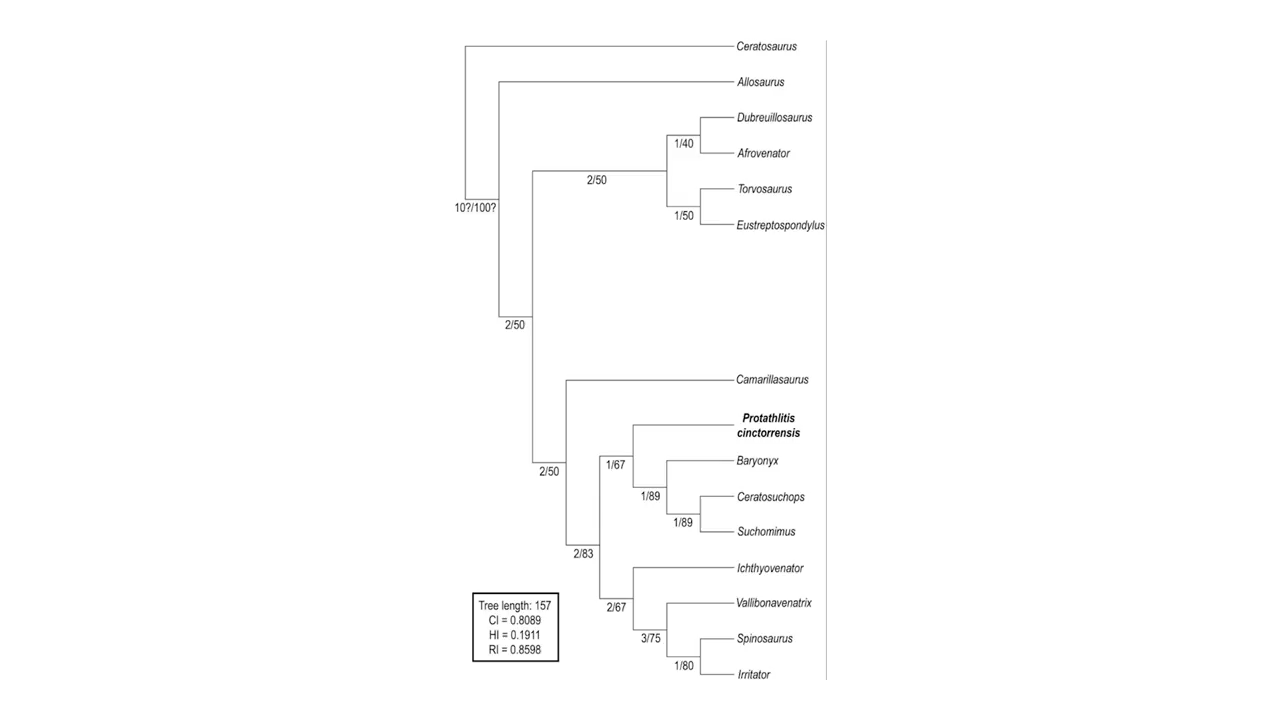 Ceratosaurus
Allosaurus
Dubreuillosaurus
1/40
Afrovenator
2/50
Torvosaurus
10?/100?
1/50
Eustreptospondylus
2/50
Camarillasaurus
Protathlitis
cinctorrensis
Baryonyx
2/50
1/67
1/89
Ceratosuchops
1/89
Suchomimus
2/83
Ichthyovenator
Vallibonavenatrix
2/67
3/75
Spinosaurus
1/80
Irritator
Tree length: 157
CI = 0.8089
HI = 0.1911
RI = 0.8598